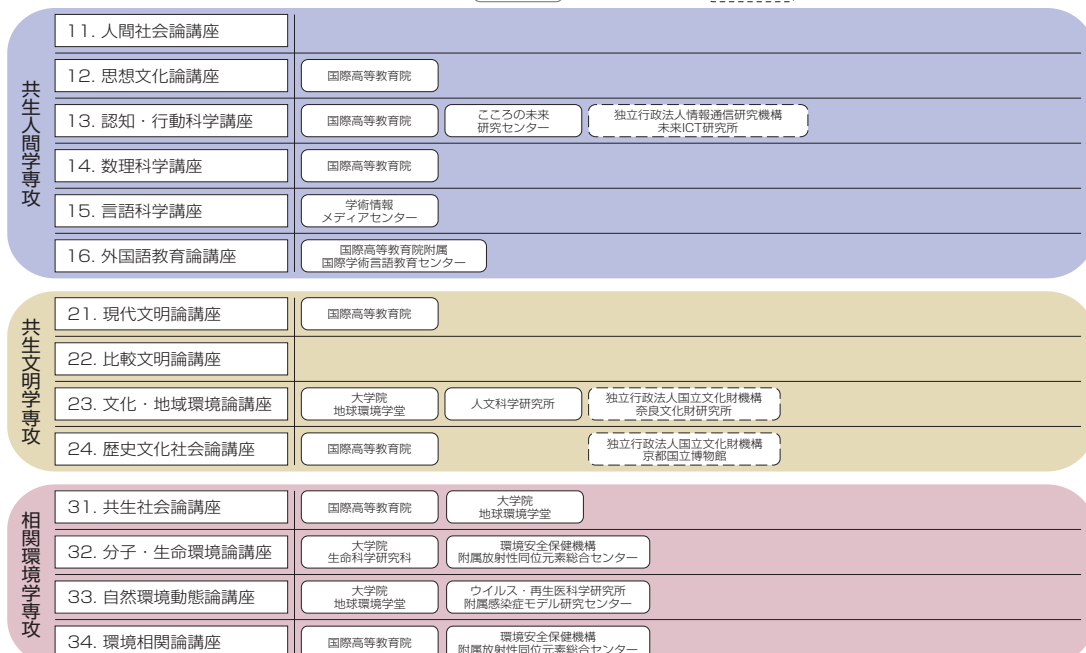 共生人間学専攻
11. 人間社会論講座
12. 思想文化論講座
国際高等教育院
13. 認知・行動科学講座
国際高等教育院
こころの未来
研究センター
独立行政法人情報通信研究機構
未来ICT研究所
14. 数理科学講座
国際高等教育院
15. 言語科学講座
学術情報
メディアセンター
16. 外国語教育論講座
国際高等教育院附属
国際学術言語教育センター
共生文明学専攻
21. 現代文明論講座
国際高等教育院
22. 比較文明論講座
23. 文化・地域環境論講座
大学院
地球環境学堂
人文科学研究所
独立行政法人国立文化財機構
奈良文化財研究所
24. 歴史文化社会論講座
国際高等教育院
独立行政法人国立文化財機構
京都国立博物館
相関環境学専攻
31. 共生社会論講座
国際高等教育院
大学院
地球環境学堂
32. 分子・生命環境論講座
大学院
生命科学研究科
環境安全保健機構
附属放射性同位元素総合センター
33. 自然環境動態論講座
大学院
地球環境学堂
ウイルス・再生医科学研究所
附属感染症モデル研究センター
34. 環境相関論講座
国際高等教育院
環境安全保健機構
附属放射性同位元素総合センター